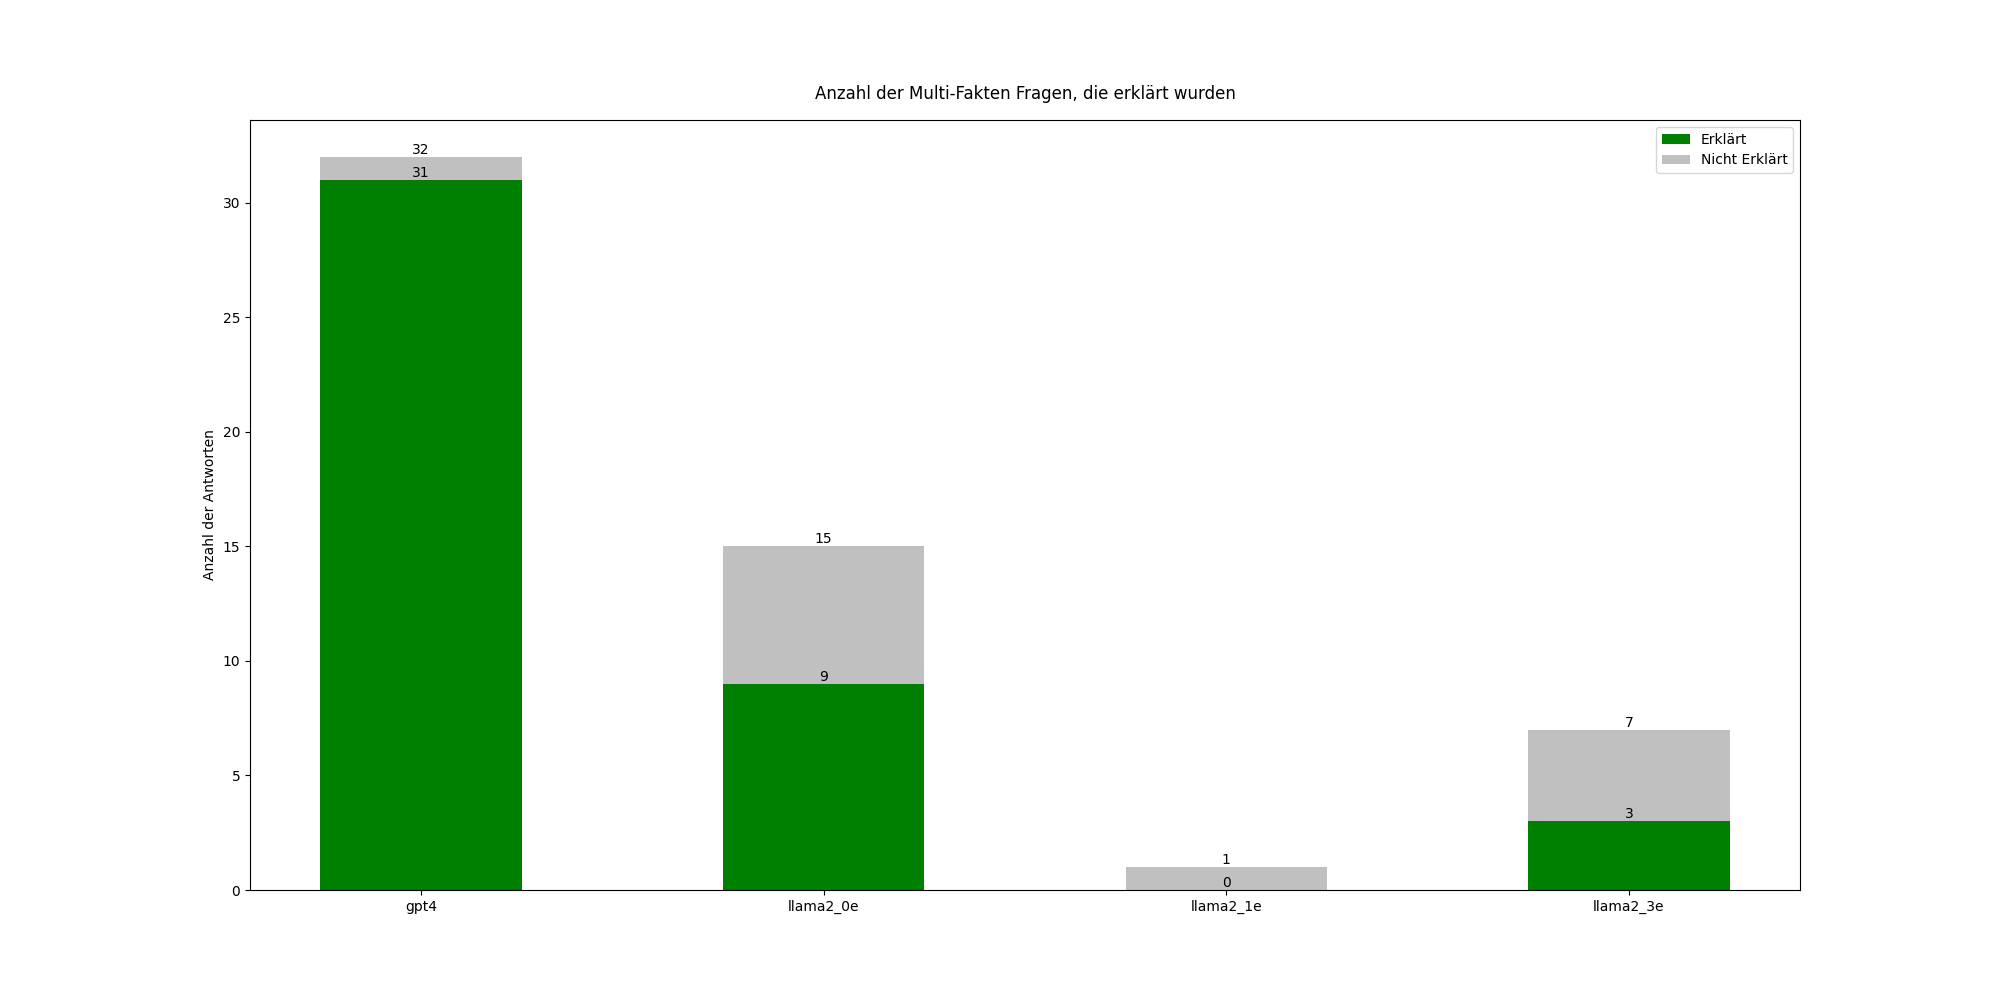 Anzahl der Multi-Fakten Fragen, die erklärt wurden
Erklärt
Nicht Erklärt
Anzahl der Antworten
30
25
20
15
10
5
0
32
31
15
9
1
0
7
3
gpt4
llama2_0e
llama2_1e
llama2_3e